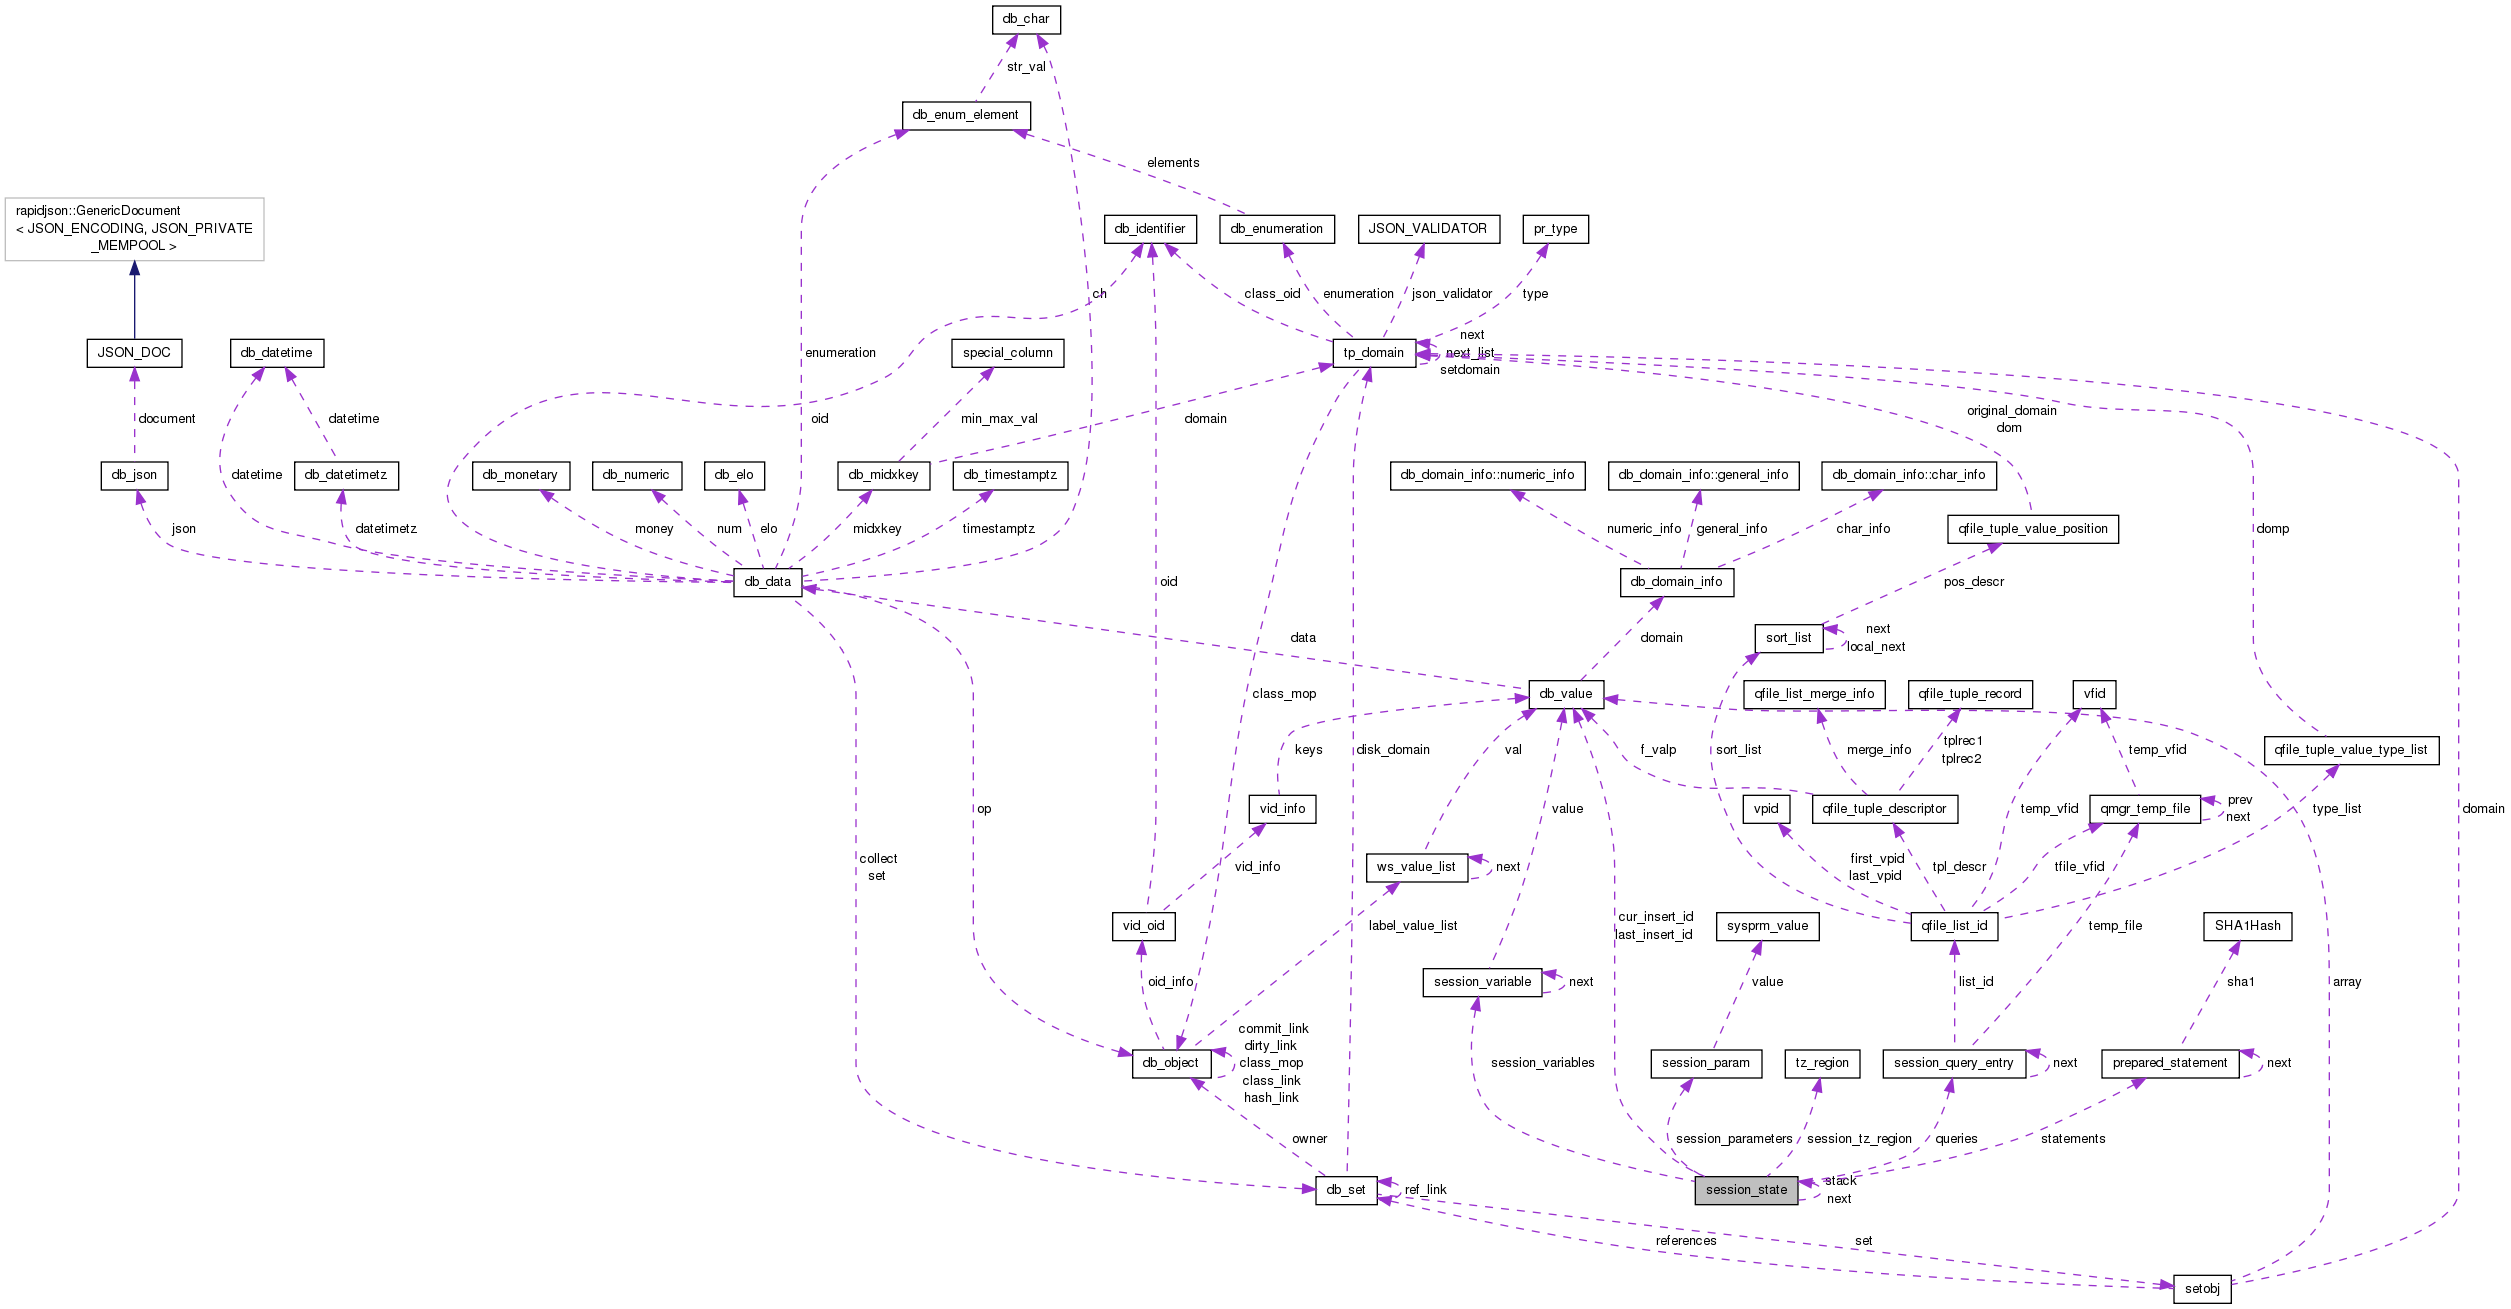 db_char
str_val
db_enum_element
elements
rapidjson::GenericDocument
< JSON_ENCODING, JSON_PRIVATE
_MEMPOOL >
db_identifier
db_enumeration
JSON_VALIDATOR
pr_type
ch
class_oid
enumeration
json_validator
type
JSON_DOC
db_datetime
enumeration
special_column
tp_domain
next
next_list
setdomain
document
datetime
oid
min_max_val
domain
original_domain
dom
db_json
datetime
db_datetimetz
db_monetary
db_numeric
db_elo
db_midxkey
db_timestamptz
db_domain_info::numeric_info
db_domain_info::general_info
db_domain_info::char_info
json
datetimetz
money
num
elo
midxkey
timestamptz
numeric_info
general_info
char_info
qfile_tuple_value_position
domp
db_data
oid
db_domain_info
pos_descr
data
domain
sort_list
next
local_next
class_mop
db_value
qfile_list_merge_info
qfile_tuple_record
vfid
keys
disk_domain
val
f_valp
sort_list
merge_info
tplrec1
tplrec2
temp_vfid
qfile_tuple_value_type_list
op
vid_info
value
vpid
qfile_tuple_descriptor
temp_vfid
qmgr_temp_file
prev
next
type_list
domain
collect
set
vid_info
ws_value_list
next
first_vpid
last_vpid
tpl_descr
tfile_vfid
vid_oid
label_value_list
cur_insert_id
last_insert_id
sysprm_value
qfile_list_id
temp_file
SHA1Hash
oid_info
session_variable
next
value
list_id
sha1
array
db_object
commit_link
dirty_link
class_mop
class_link
hash_link
session_variables
session_param
tz_region
session_query_entry
next
prepared_statement
next
owner
session_parameters
session_tz_region
queries
statements
db_set
ref_link
session_state
stack
next
references
set
setobj